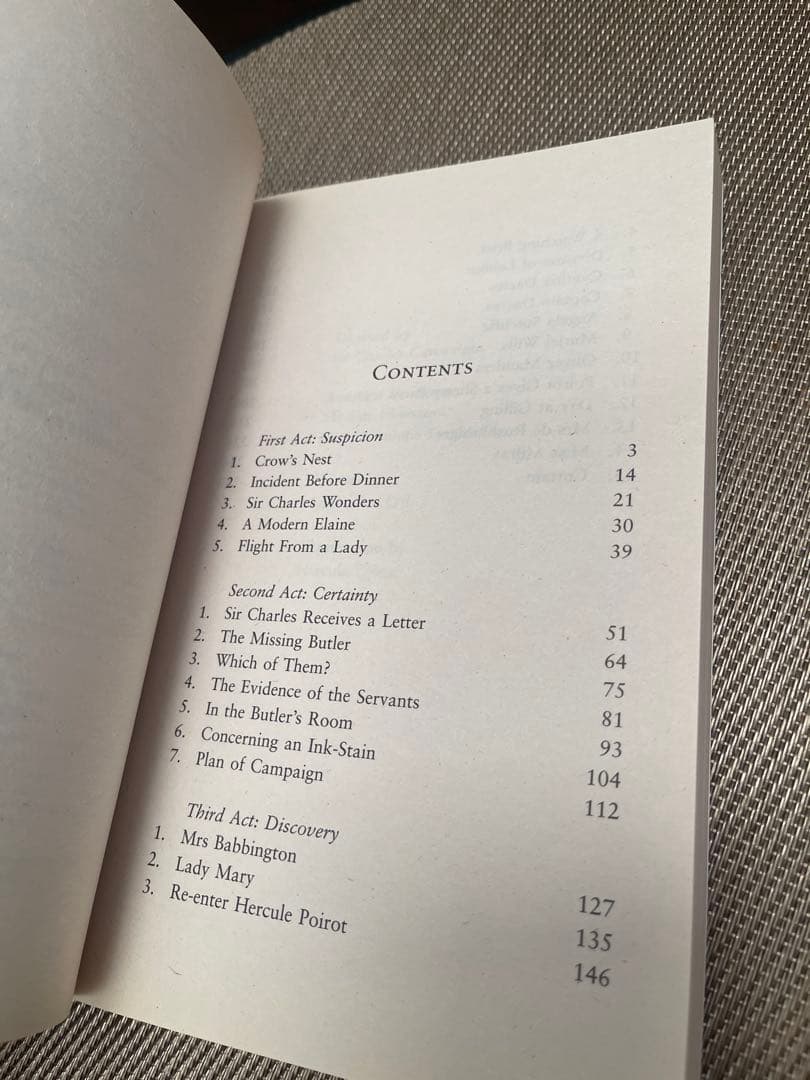 CONTENTS
First Act: Suspicion
1. Crow's Nest 3
2. Incident Before Dinner 14
3. Sir Charles Wonders 21
4. A Modern Elaine 30
5. Flight From a Lady 39
Second Act: Certainty
1. Sir Charles Receives a Letter 51
2. The Missing Butler 64
3. Which of Them? 75
4. The Evidence of the Servants 81
5. In the Butler's Room 93
6. Concerning an Ink-Stain 104
7. Plan of Campaign 112
Third Act: Discovery
1. Mrs Babbington 127
2. Lady Mary 135
3. Re-enter Hercule Poirot 146